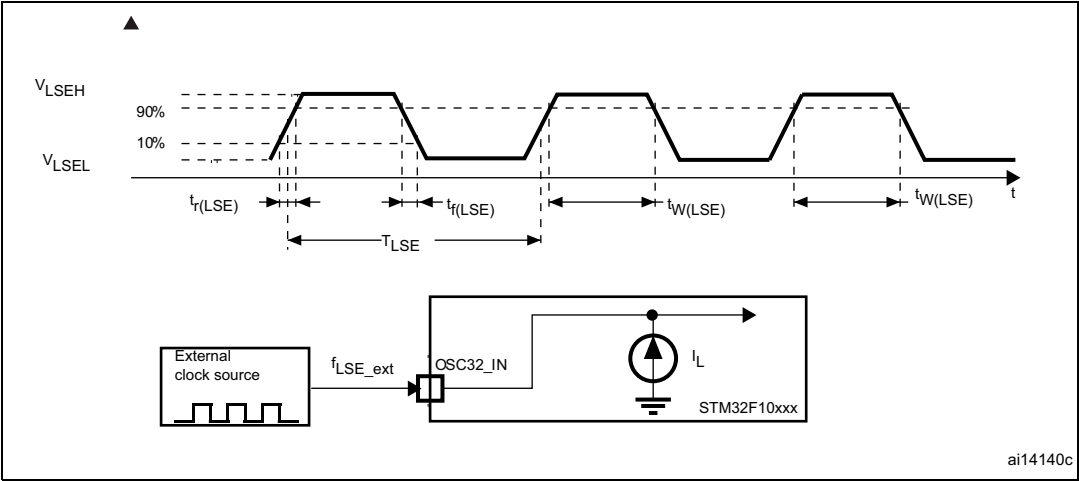 VLSEH
90%
10%
VLSEL
tr(LSE)
tf(LSE)
tW(LSE)
tW(LSE)
t
TLSE
External
clock source
fLSE_ext
OSC32_IN
IL
STM32F10xxx
ai14140c